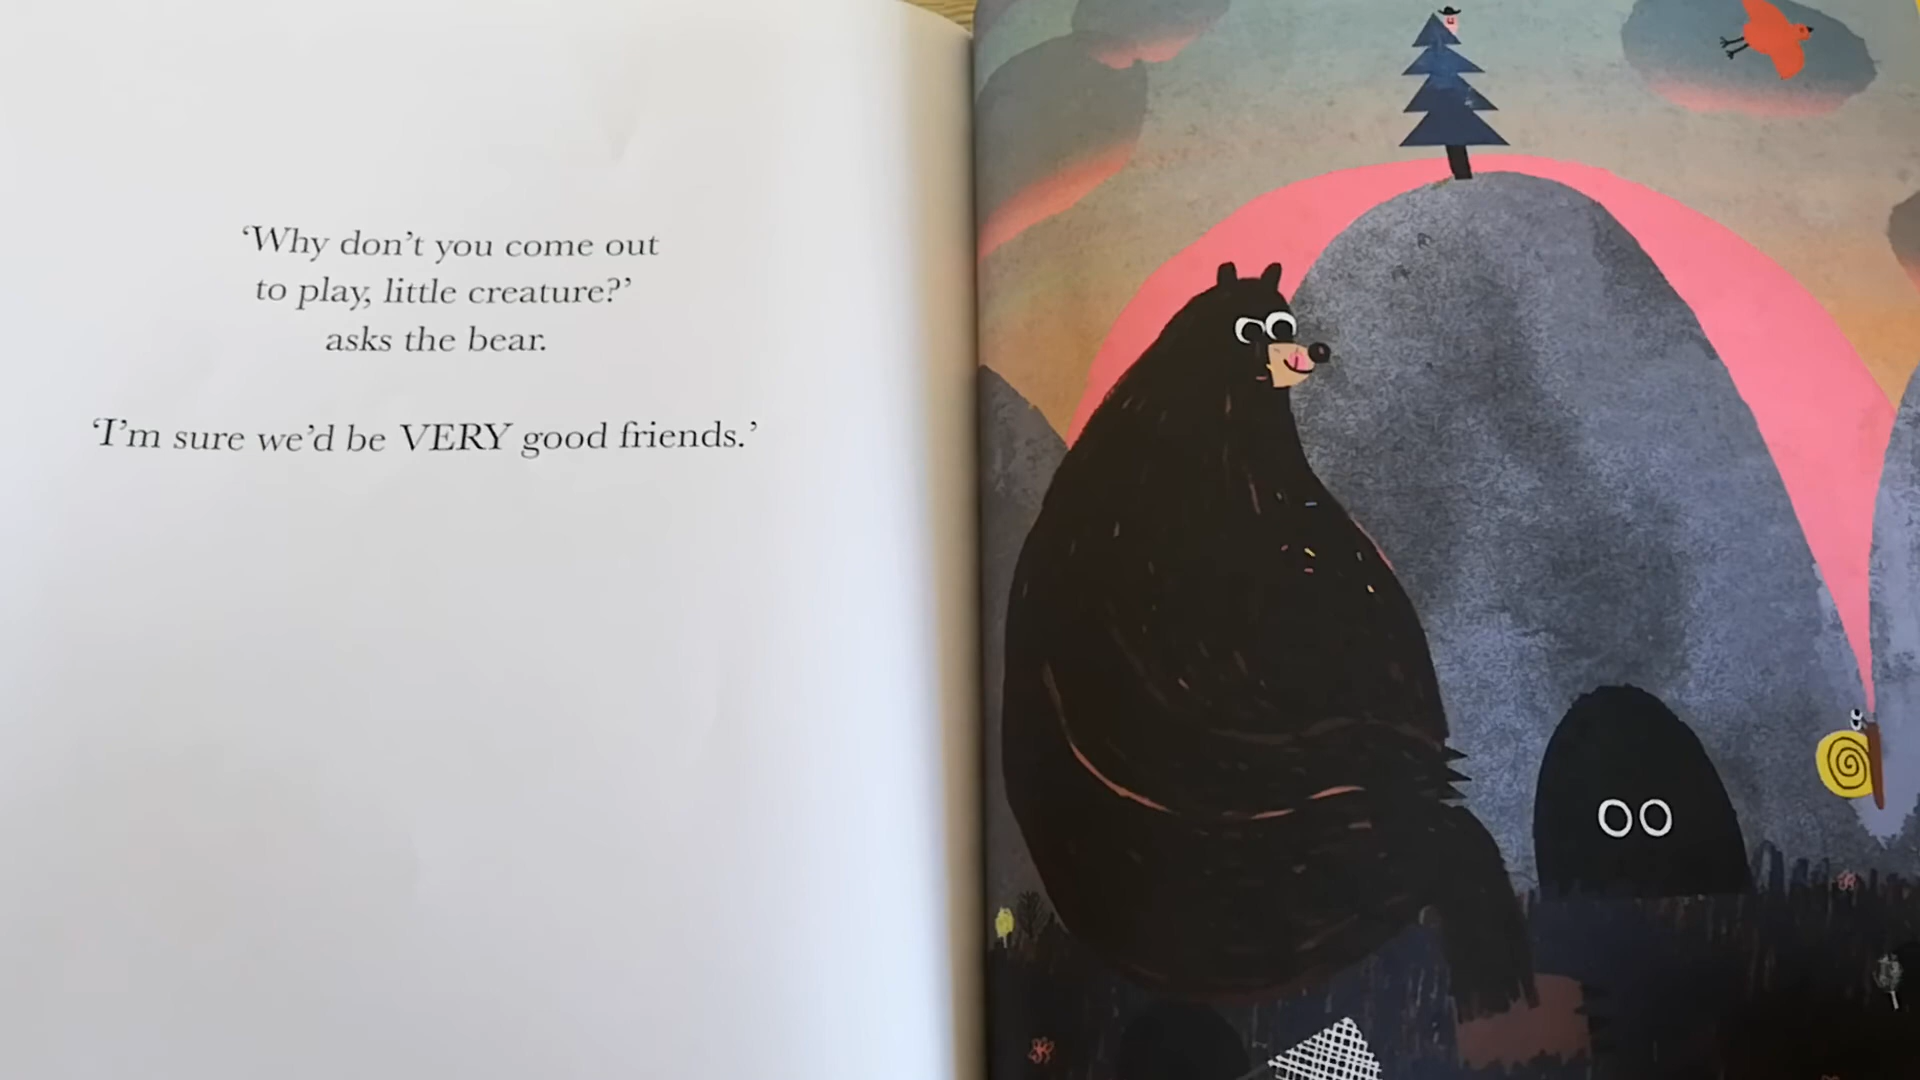 ‘Why don’t you come out
to play, little creature?’
asks the bear.
‘I’m sure we’d be VERY good friends.’